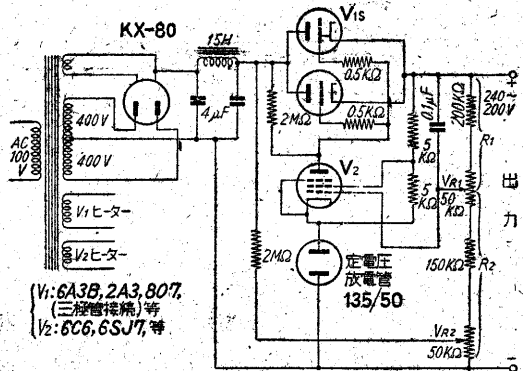 KX-80
V1S
15H
0.5KΩ
0.5KΩ
2MΩ
4μF
400V
400V
AC
100
V
V1ヒーター
V2ヒーター
V2
0.1μF
5
KΩ
5
KΩ
200KΩ
R1
VR1
50
KΩ
R2
150KΩ
VR2
50KΩ
2MΩ
+
240~
200V
出力
−
定電圧
放電管
135/50
V1:6A3B, 2A3, 807,
(三極管接続)等
V2:6C6, 6SJ7, 等